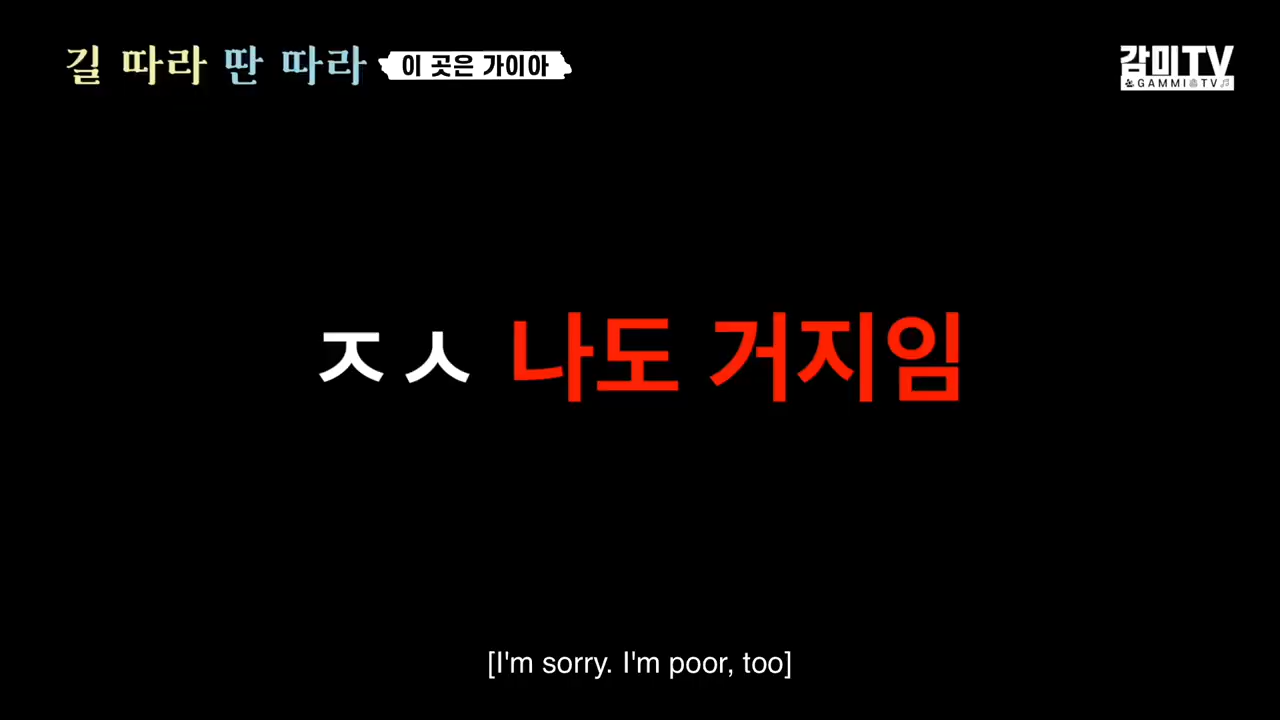 길 따라 딴 따라 이 곳은 가이아
감미TV
GAMMI TV
ㅈㅅ 나도 거지임
[I'm sorry. I'm poor, too]